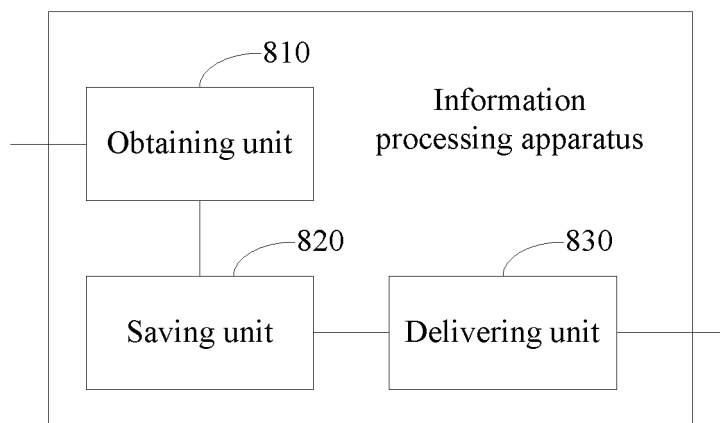 810
Information
processing apparatus
Obtaining unit
820
830
Saving unit
Delivering unit